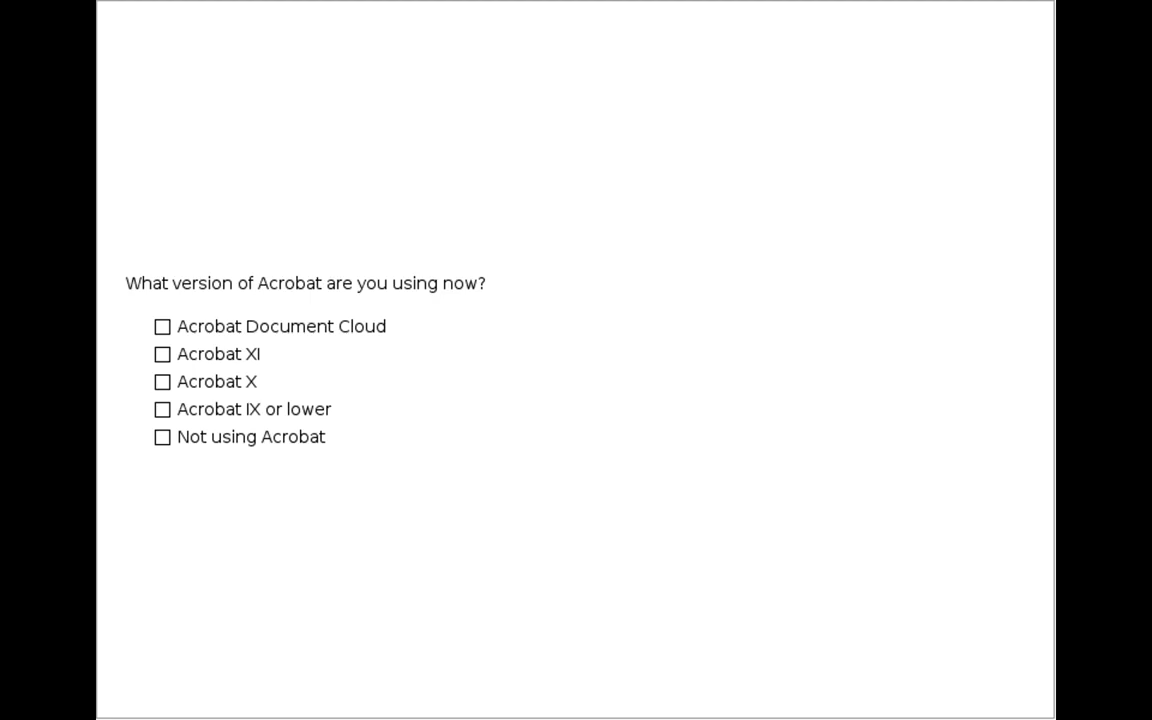 What version of Acrobat are you using now?
Acrobat Document Cloud
Acrobat XI
Acrobat X
Acrobat IX or lower
Not using Acrobat